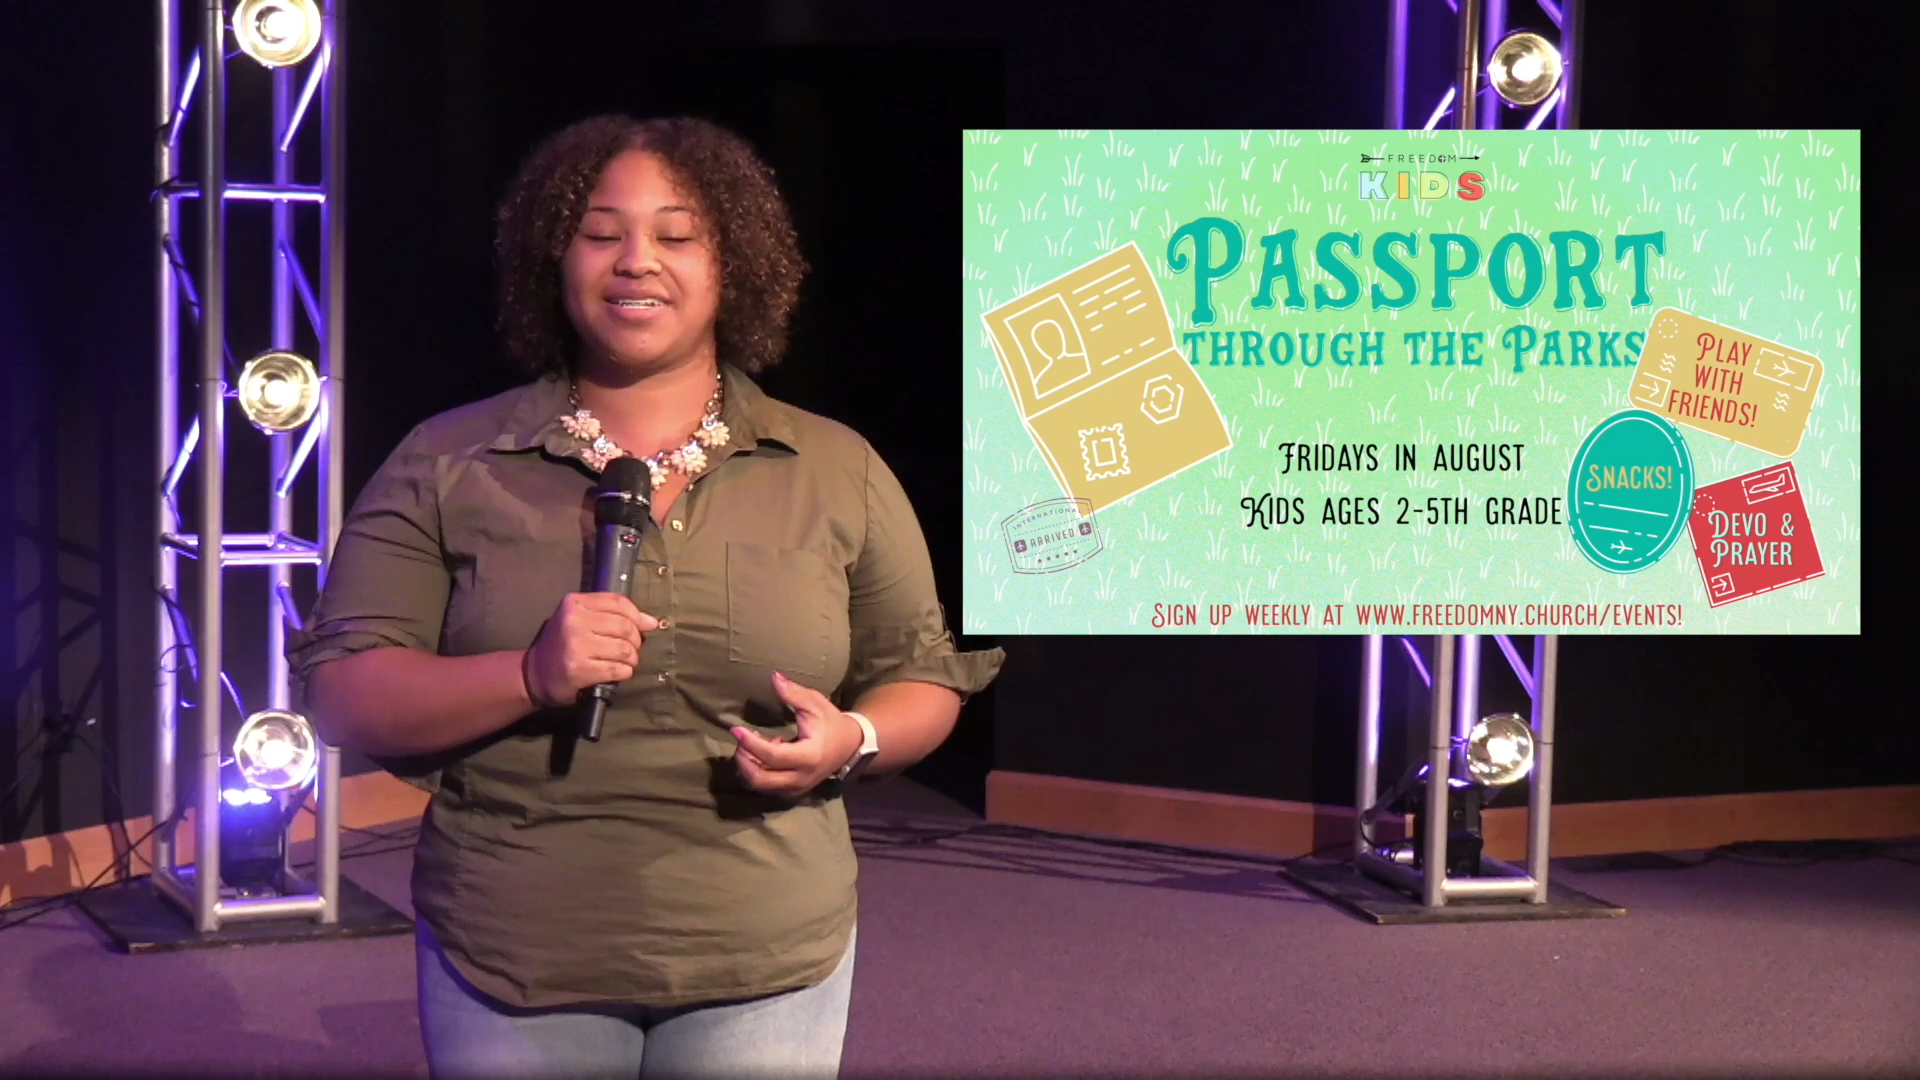 FREEDOM
KIDS
PASSPORT
THROUGH THE PARKS
PLAY
WITH
FRIENDS!
FRIDAYS IN AUGUST
KIDS AGES 2-5TH GRADE
SNACKS!
DEVO &
PRAYER
INTERNATIONAL
ARRIVED
SIGN UP WEEKLY AT WWW.FREEDOMNY.CHURCH/EVENTS!